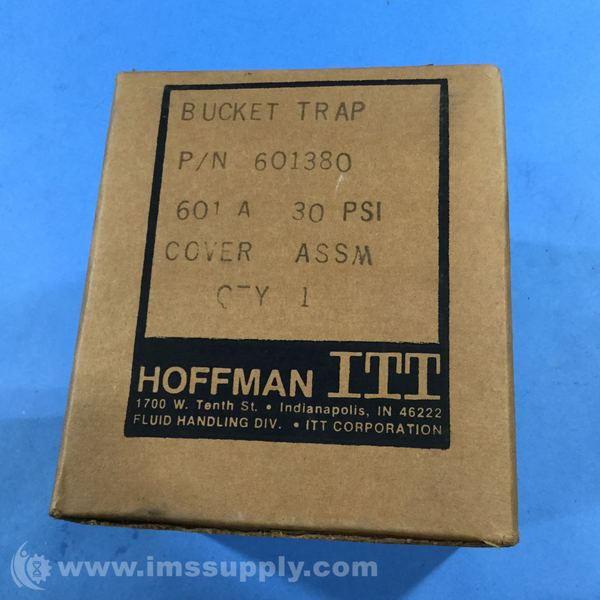 BUCKET TRAP
P/N 601380
601 A 30 PSI
COVER ASSM
QTY 1
HOFFMAN ITT
1700 W. Tenth St. • Indianapolis, IN 46222
FLUID HANDLING DIV. • ITT CORPORATION
www.imssupply.com